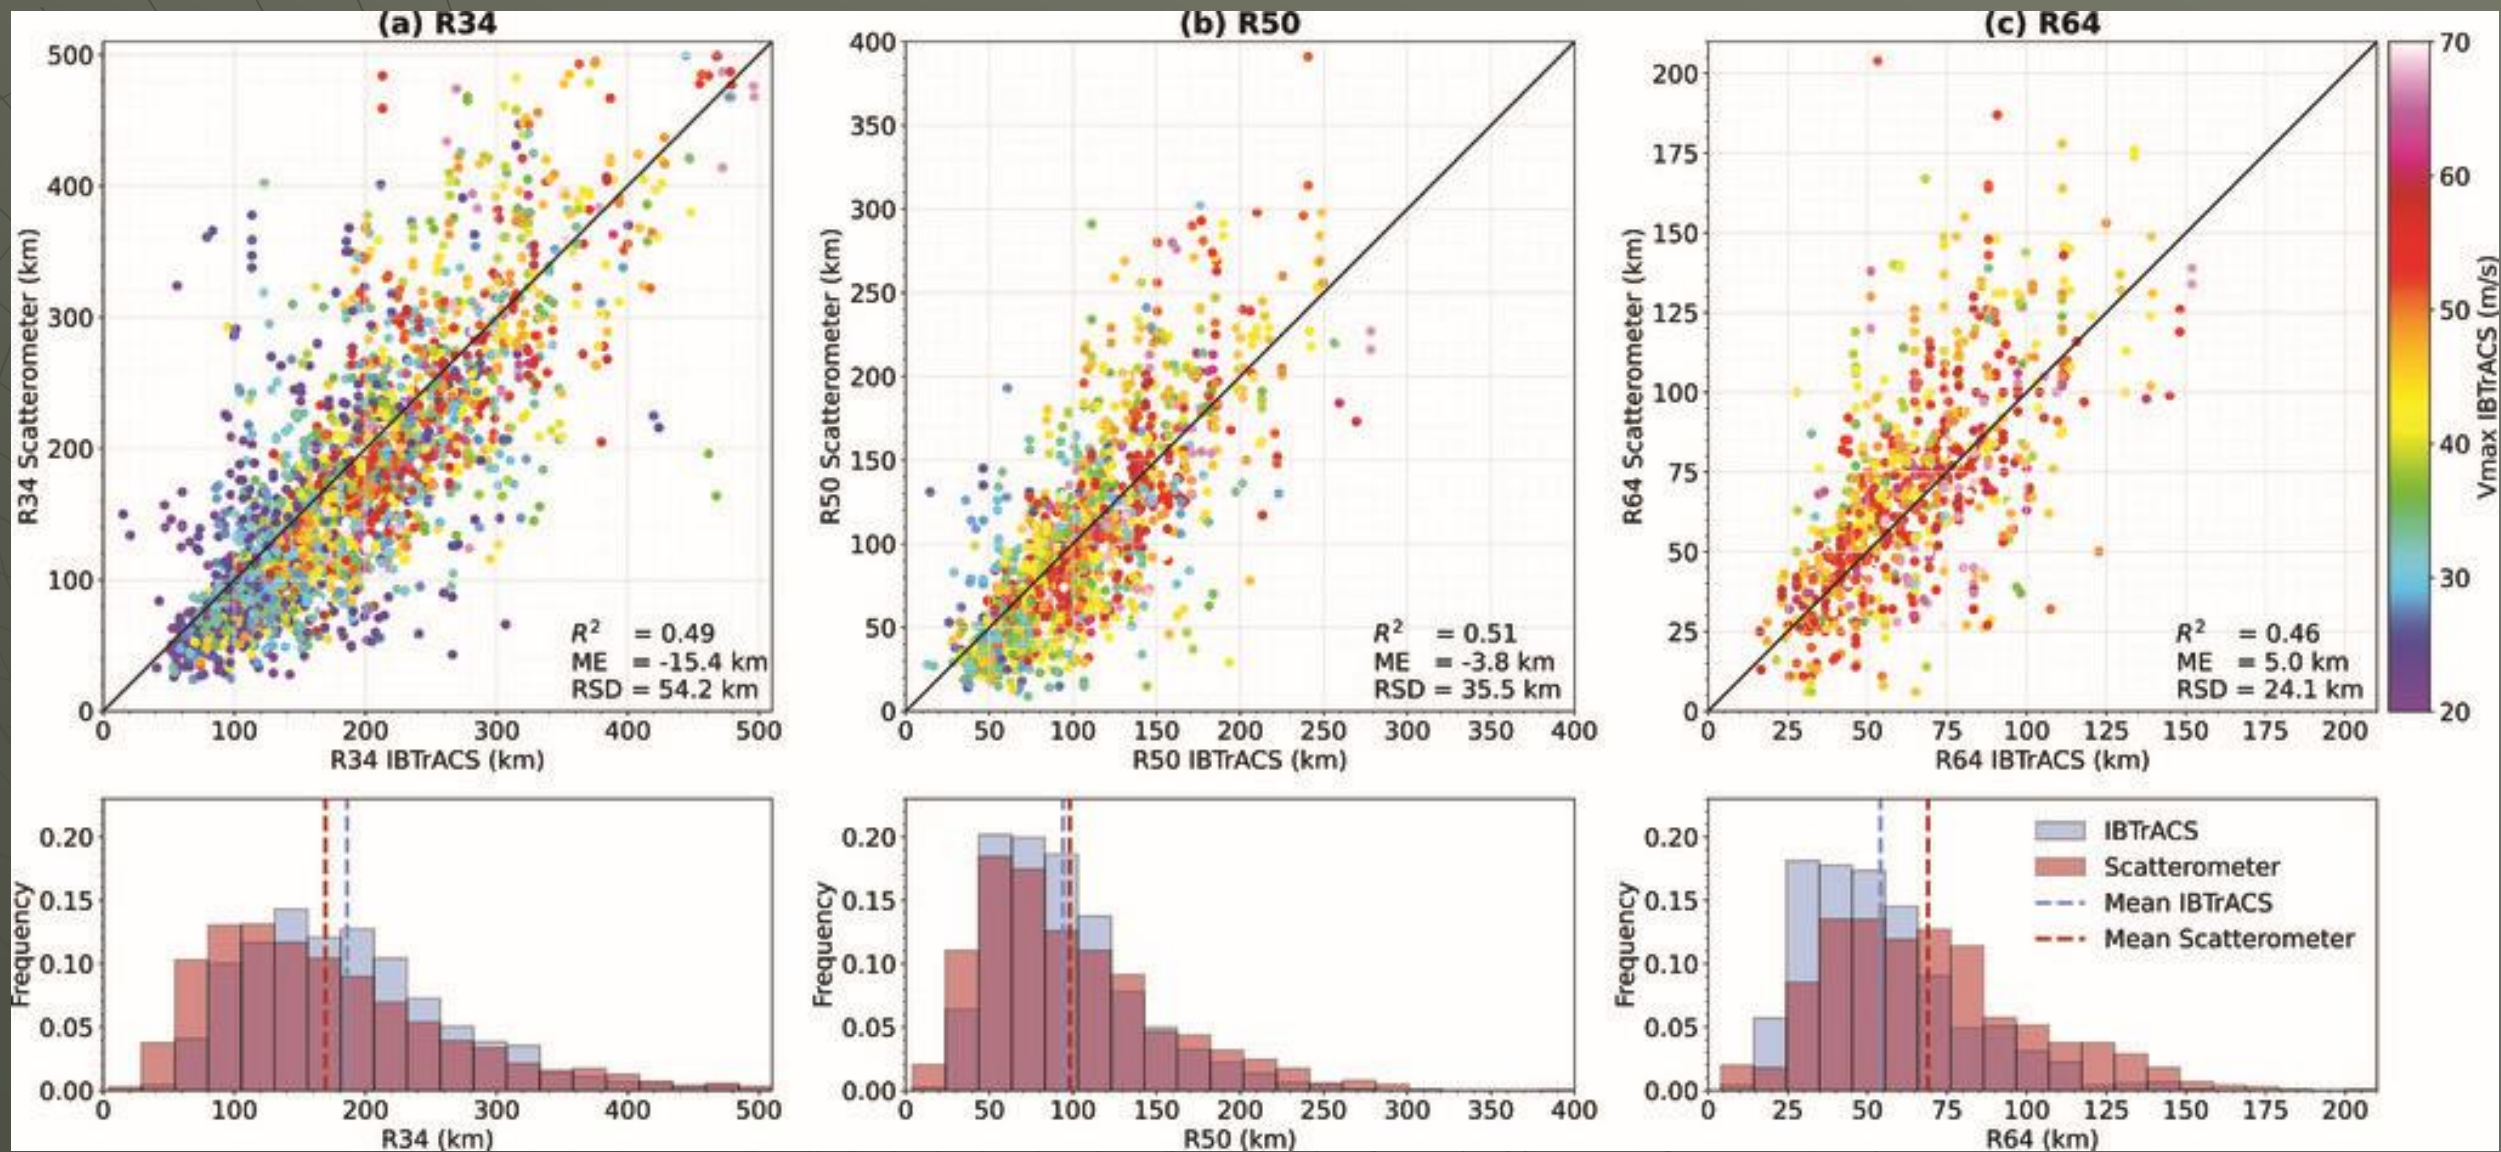 (a) R34
500
400
300
200
100
0
R34 Scatterometer (km)
R² = 0.49
ME = -15.4 km
RSD = 54.2 km
0 100 200 300 400 500
R34 IBTrACS (km)
(b) R50
400
350
300
250
200
150
100
50
0
R50 Scatterometer (km)
R² = 0.51
ME = -3.8 km
RSD = 35.5 km
0 50 100 150 200 250 300 350 400
R50 IBTrACS (km)
(c) R64
200
175
150
125
100
75
50
25
0
R64 Scatterometer (km)
R² = 0.46
ME = 5.0 km
RSD = 24.1 km
0 25 50 75 100 125 150 175 200
R64 IBTrACS (km)
70
60
50
40
30
20
Vmax IBTrACS (m/s)
0.20
0.15
0.10
0.05
0.00
Frequency
0 100 200 300 400 500
R34 (km)
0.20
0.15
0.10
0.05
0.00
Frequency
0 50 100 150 200 250 300 350 400
R50 (km)
0.20
0.15
0.10
0.05
0.00
Frequency
IBTrACS
Scatterometer
Mean IBTrACS
Mean Scatterometer
0 25 50 75 100 125 150 175 200
R64 (km)